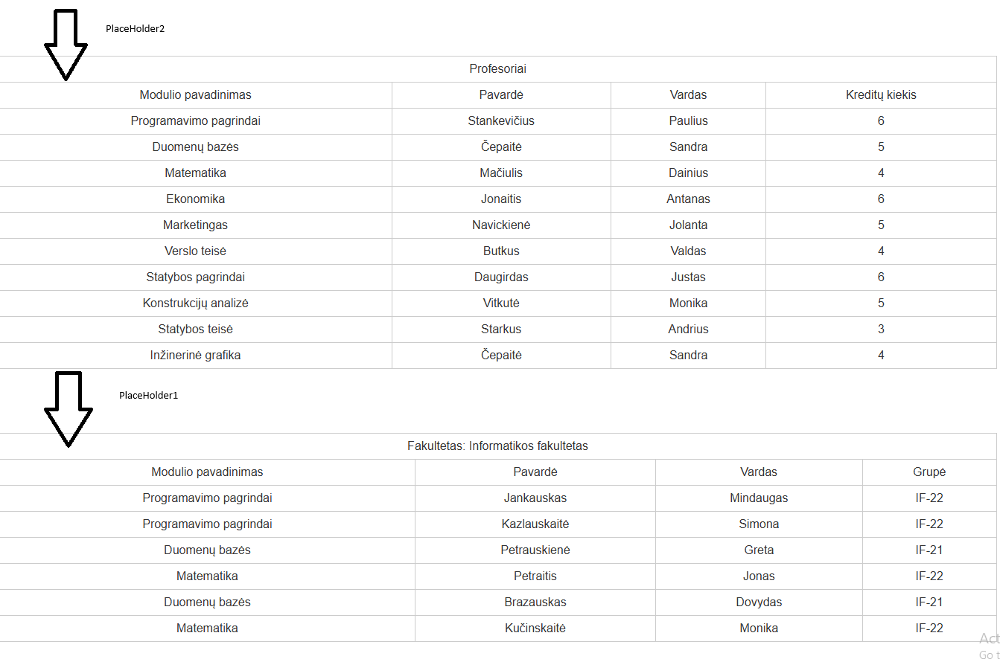 PlaceHolder2
Profesoriai
Modulio pavadinimas Pavardė Vardas Kreditų kiekis
Programavimo pagrindai Stankevičius Paulius 6
Duomenų bazės Čepaitė Sandra 5
Matematika Mačiulis Dainius 4
Ekonomika Jonaitis Antanas 6
Marketingas Navickienė Jolanta 5
Verslo teisė Butkus Valdas 4
Statybos pagrindai Daugirdas Justas 6
Konstrukcijų analizė Vitkutė Monika 5
Statybos teisė Starkus Andrius 3
Inžinerinė grafika Čepaitė Sandra 4
PlaceHolder1
Fakultetas: Informatikos fakultetas
Modulio pavadinimas Pavardė Vardas Grupė
Programavimo pagrindai Jankauskas Mindaugas IF-22
Programavimo pagrindai Kazlauskaitė Simona IF-22
Duomenų bazės Petrauskienė Greta IF-21
Matematika Petraitis Jonas IF-22
Duomenų bazės Brazauskas Dovydas IF-21
Matematika Kučinskaitė Monika IF-22
Act
Go t